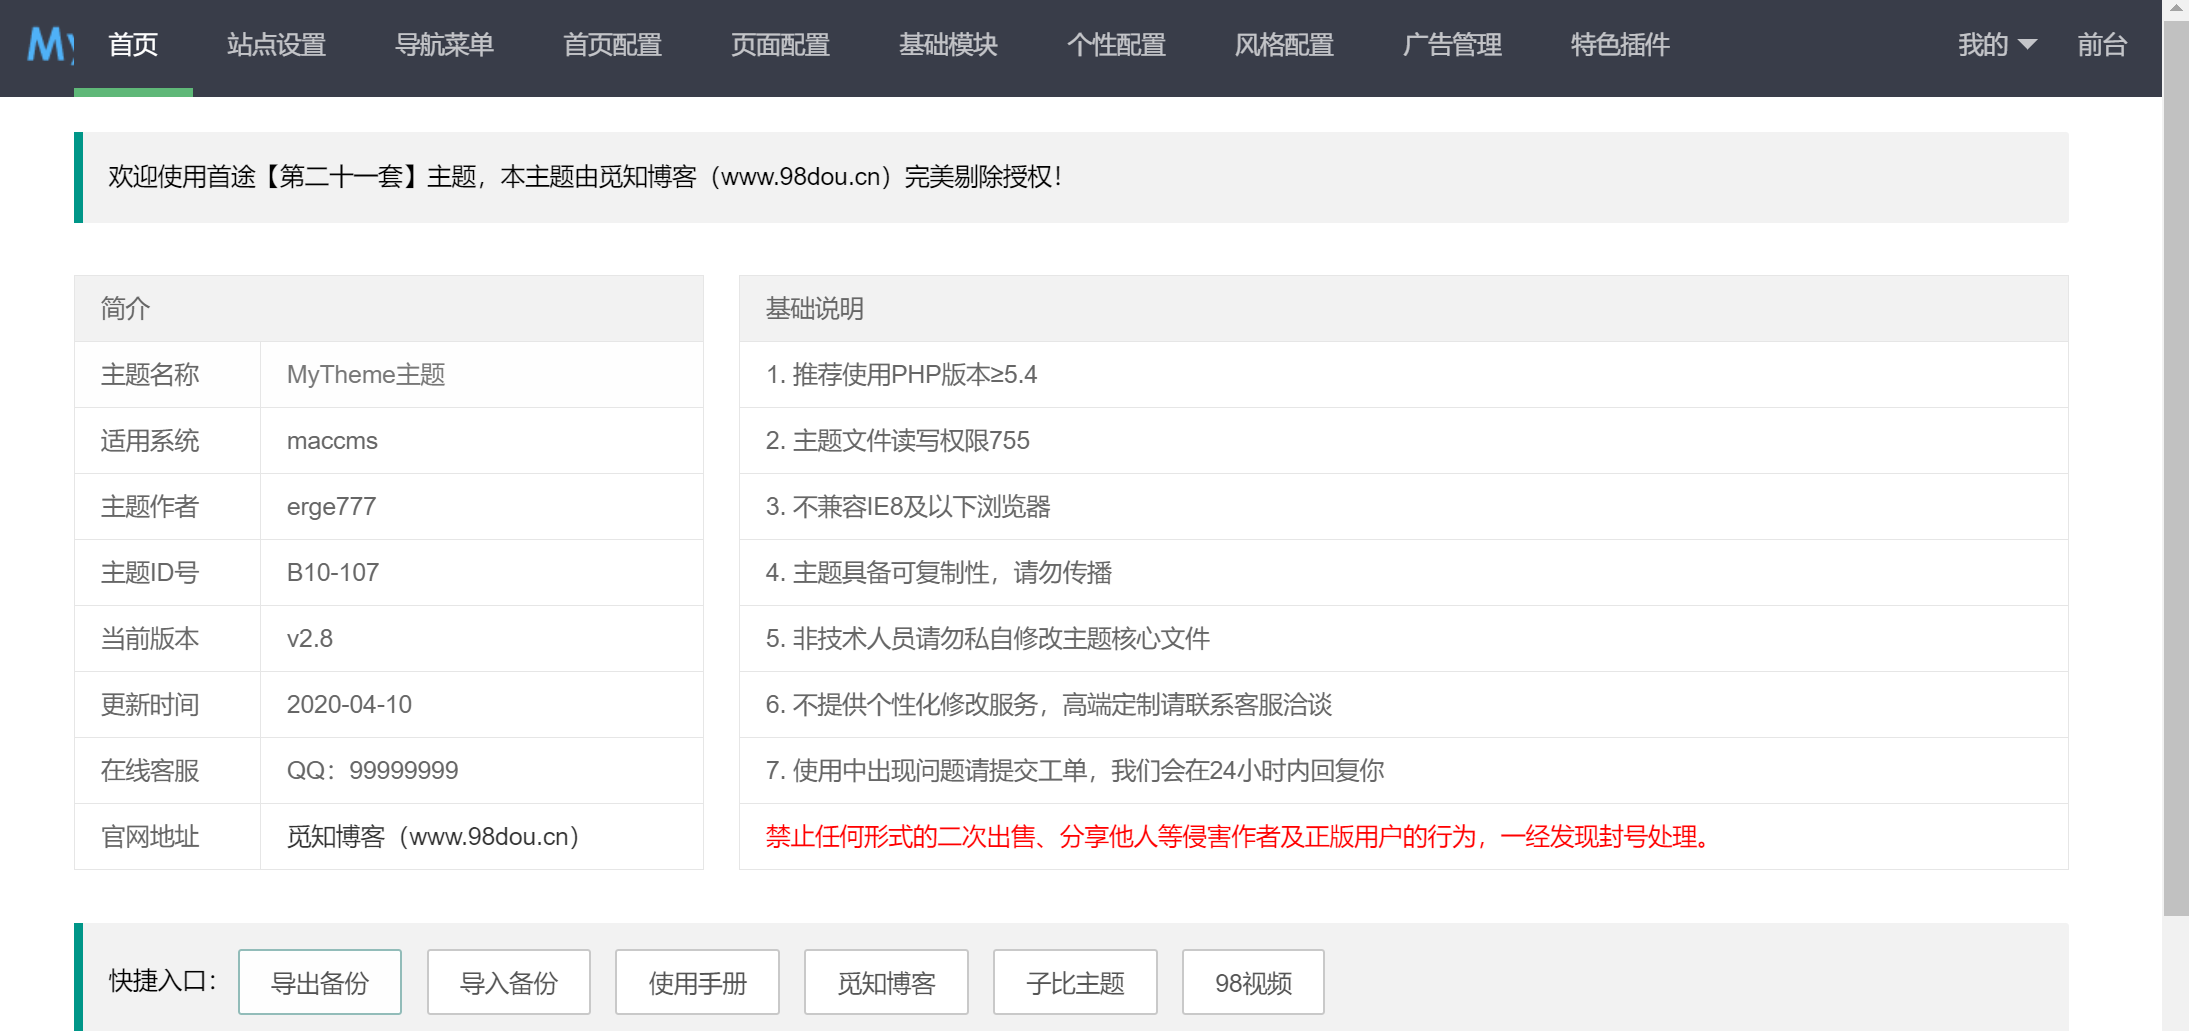 My 首页 站点设置 导航菜单 首页配置 页面配置 基础模块 个性配置 风格配置 广告管理 特色插件 我的 前台
欢迎使用首途【第二十一套】主题，本主题由觅知博客（www.98dou.cn）完美剔除授权！
简介
主题名称 MyTheme主题
适用系统 maccms
主题作者 erge777
主题ID号 B10-107
当前版本 v2.8
更新时间 2020-04-10
在线客服 QQ：99999999
官网地址 觅知博客（www.98dou.cn）
基础说明
1. 推荐使用PHP版本≥5.4
2. 主题文件读写权限755
3. 不兼容IE8及以下浏览器
4. 主题具备可复制性，请勿传播
5. 非技术人员请勿私自修改主题核心文件
6. 不提供个性化修改服务，高端定制请联系客服洽谈
7. 使用中出现问题请提交工单，我们会在24小时内回复你
禁止任何形式的二次出售、分享他人等侵害作者及正版用户的行为，一经发现封号处理。
快捷入口： 导出备份 导入备份 使用手册 觅知博客 子比主题 98视频